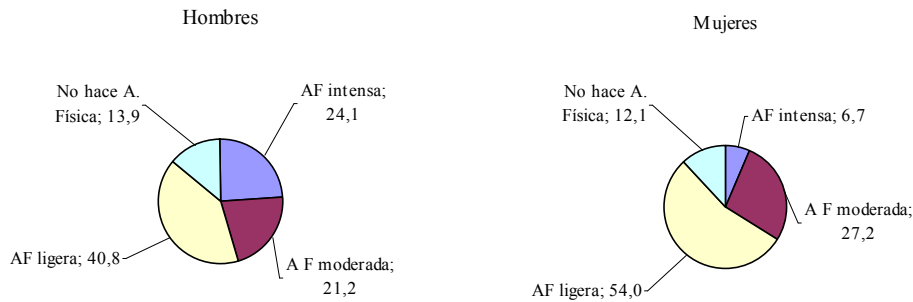 Hombres
No hace A.
Física; 13,9
AF intensa;
24,1
AF ligera; 40,8
A F moderada;
21,2
Mujeres
No hace A.
Física; 12,1
AF intensa; 6,7
A F moderada;
27,2
AF ligera; 54,0